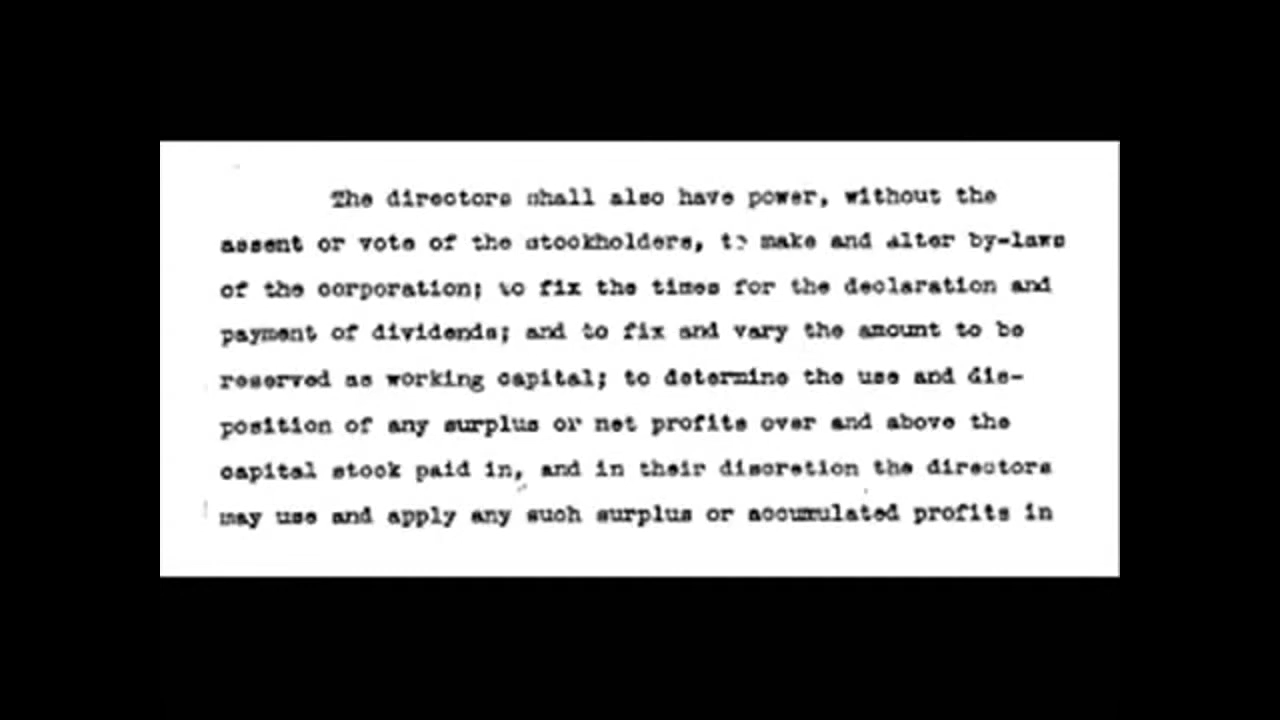 The directors shall also have power, without the
assent or vote of the stockholders, to make and alter by-laws
of the corporation; to fix the times for the declaration and
payment of dividends; and to fix and vary the amount to be
reserved as working capital; to determine the use and dis-
position of any surplus or net profits over and above the
capital stock paid in, and in their discretion the directors
may use and apply any such surplus or accumulated profits in